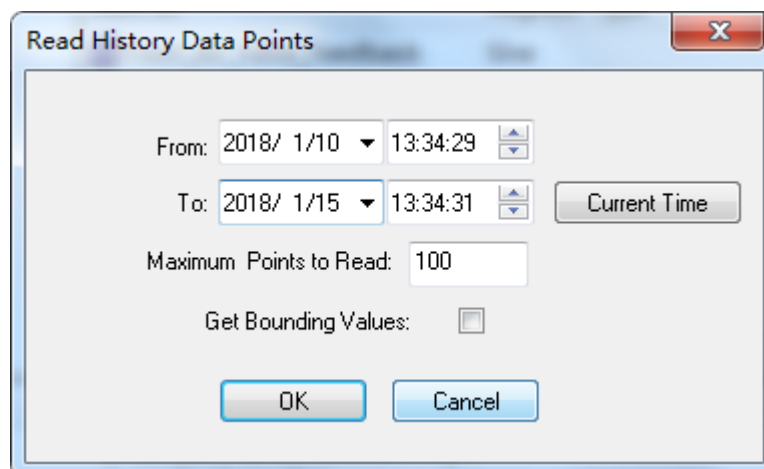 Read History Data Points
From: 2018/ 1/10 13:34:29
To: 2018/ 1/15 13:34:31 Current Time
Maximum Points to Read: 100
Get Bounding Values:
OK Cancel